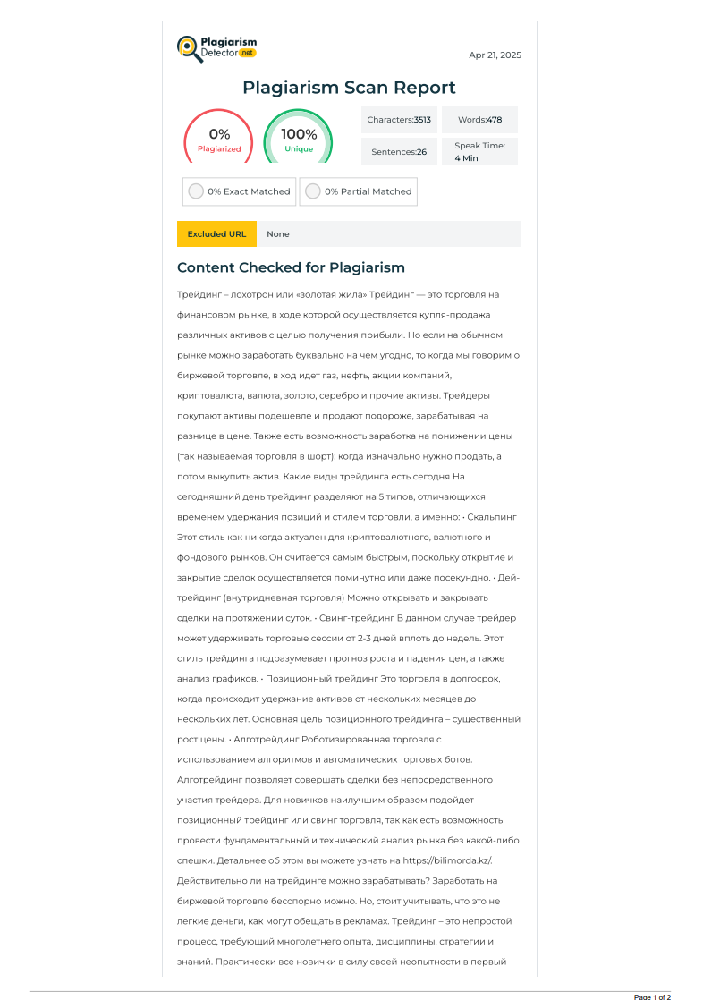 Plagiarism
Detector.net
Apr 21, 2025
Plagiarism Scan Report
0%
Plagiarized
100%
Unique
Characters:3513
Words:478
Sentences:26
Speak Time:
4 Min
0% Exact Matched
0% Partial Matched
Excluded URL
None
Content Checked for Plagiarism
Трейдинг – лохотрон или «золотая жила» Трейдинг — это торговля на
финансовом рынке, в ходе которой осуществляется купля-продажа
различных активов с целью получения прибыли. Но если на обычном
рынке можно заработать буквально на чем угодно, то когда мы говорим о
биржевой торговле, в ход идет газ, нефть, акции компаний,
криптовалюта, валюта, золото, серебро и прочие активы. Трейдеры
покупают активы подешевле и продают подороже, зарабатывая на
разнице в цене. Также есть возможность заработка на понижении цены
(так называемая торговля в шорт): когда изначально нужно продать, а
потом выкупить актив. Какие виды трейдинга есть сегодня На
сегодняшний день трейдинг разделяют на 5 типов, отличающихся
временем удержания позиций и стилем торговли, а именно: • Скальпинг
Этот стиль как никогда актуален для криптовалютного, валютного и
фондового рынков. Он считается самым быстрым, поскольку открытие и
закрытие сделок осуществляется поминутно или даже посекундно. • Дей-
трейдинг (внутридневная торговля) Можно открывать и закрывать
сделки на протяжении суток. • Свинг-трейдинг В данном случае трейдер
может удерживать торговые сессии от 2-3 дней вплоть до недель. Этот
стиль трейдинга подразумевает прогноз роста и падения цен, а также
анализ графиков. • Позиционный трейдинг Это торговля в долгосрок,
когда происходит удержание активов от нескольких месяцев до
нескольких лет. Основная цель позиционного трейдинга – существенный
рост цены. • Алготрейдинг Роботизированная торговля с
использованием алгоритмов и автоматических торговых ботов.
Алготрейдинг позволяет совершать сделки без непосредственного
участия трейдера. Для новичков наилучшим образом подойдет
позиционный трейдинг или свинг торговля, так как есть возможность
провести фундаментальный и технический анализ рынка без какой-либо
спешки. Детальнее об этом вы можете узнать на https://bilimorda.kz/.
Действительно ли на трейдинге можно зарабатывать? Заработать на
биржевой торговле бесспорно можно. Но, стоит учитывать, что это не
легкие деньги, как могут обещать в рекламах. Трейдинг – это непростой
процесс, требующий многолетнего опыта, дисциплины, стратегии и
знаний. Практически все новички в силу своей неопытности в первый
Page 1 of 2